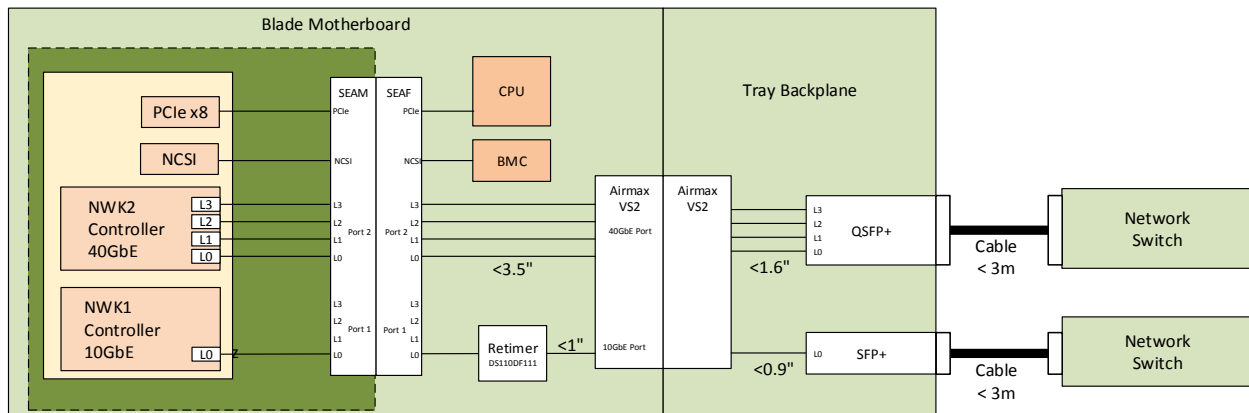 Blade Motherboard
Tray Backplane
PCIe x8
NCSI
NWK2
Controller
40GbE
L3
L2
L1
L0
NWK1
Controller
10GbE
L0
Z
SEAM
PCIe
NCSI
L3
L2
Port 2
L1
L0
L3
L2
Port 1
L1
L0
SEAF
PCIe
NCSI
L3
L2
Port 2
L1
L0
L3
L2
Port 1
L1
L0
CPU
BMC
<3.5"
Retimer
DS110DF111
<1"
Airmax
VS2
40GbE Port
10GbE Port
Airmax
VS2
<1.6"
<0.9"
L3
L2
L1
L0
QSFP+
L0
SFP+
Cable
< 3m
Cable
< 3m
Network
Switch
Network
Switch